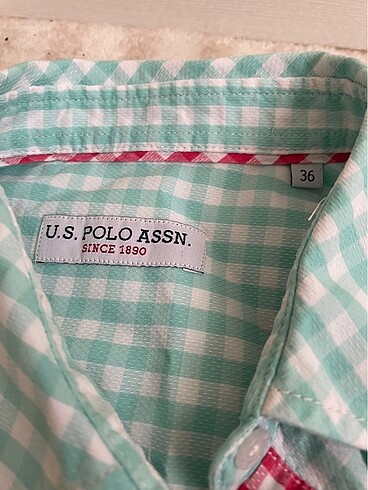 36
U.S. POLO ASSN.
SINCE 1890